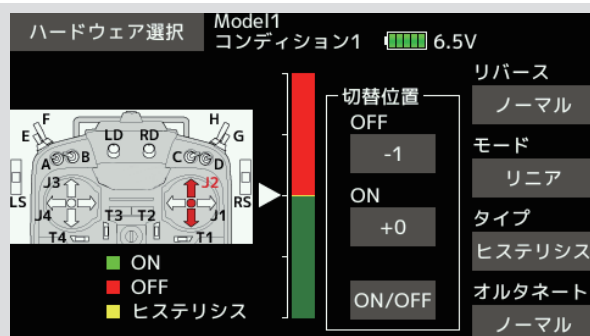 ハードウェア選択
Model1
コンディション1 6.5V
リバース
ノーマル
モード
リニア
タイプ
ヒステリシス
オルタネート
ノーマル
切替位置
OFF
-1
ON
+0
ON/OFF
F H
E LD RD G
A B C D
J3 J2
LS RS
J4 T3 T2 J1
T4 T1
ON
OFF
ヒステリシス